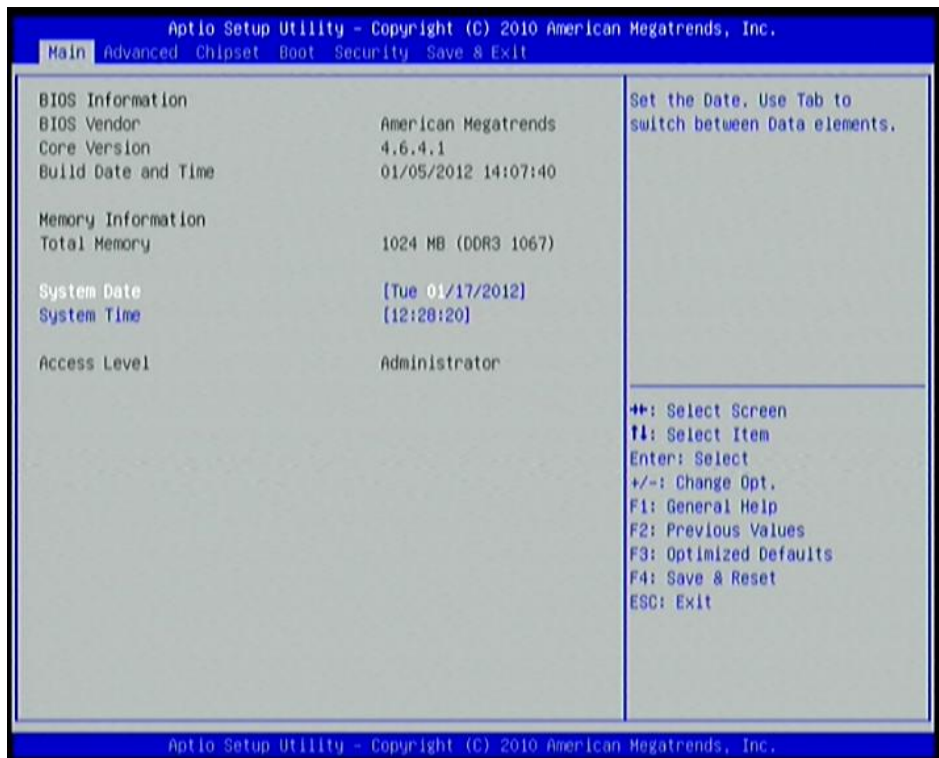 Aptio Setup Utility - Copyright (C) 2010 American Megatrends, Inc.
Main Advanced Chipset Boot Security Save & Exit
BIOS Information
BIOS Vendor American Megatrends
Core Version 4.6.4.1
Build Date and Time 01/05/2012 14:07:40
Memory Information
Total Memory 1024 MB (DDR3 1067)
System Date [Tue 01/17/2012]
System Time [12:28:20]
Access Level Administrator
Set the Date. Use Tab to
switch between Data elements.
→←: Select Screen
↑↓: Select Item
Enter: Select
+/-: Change Opt.
F1: General Help
F2: Previous Values
F3: Optimized Defaults
F4: Save & Reset
ESC: Exit
Aptio Setup Utility - Copyright (C) 2010 American Megatrends, Inc.